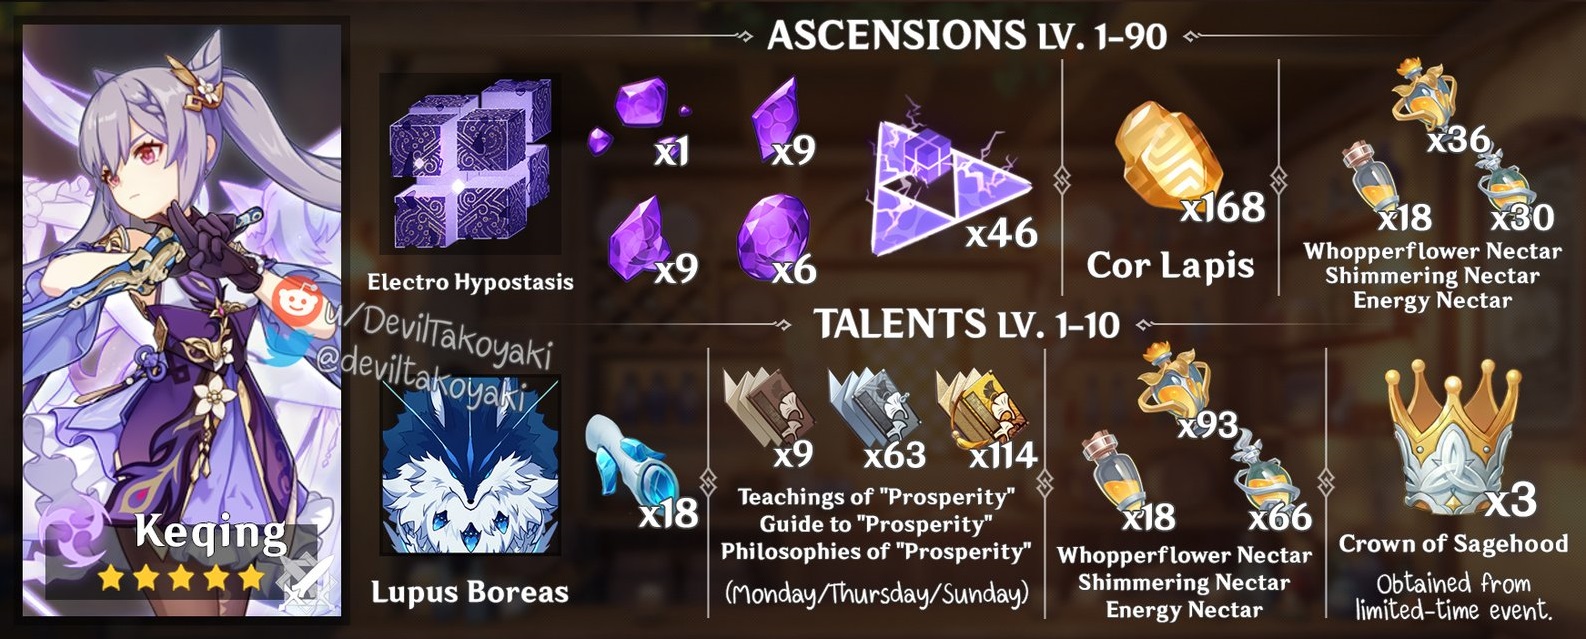 ASCENSIONS LV. 1-90
x1
x9
x36
x46
x168
x18
x30
x9
x6
Electro Hypostasis
Cor Lapis
Whopperflower Nectar
Shimmering Nectar
Energy Nectar
u/DevilTakoyaki
@deviltakoyaki
TALENTS LV. 1-10
x9
x63
x114
x93
x18
x18
x66
x3
Teachings of "Prosperity"
Guide to "Prosperity"
Philosophies of "Prosperity"
(Monday/Thursday/Sunday)
Whopperflower Nectar
Shimmering Nectar
Energy Nectar
Crown of Sagehood
Obtained from
limited-time event.
Keqing
Lupus Boreas